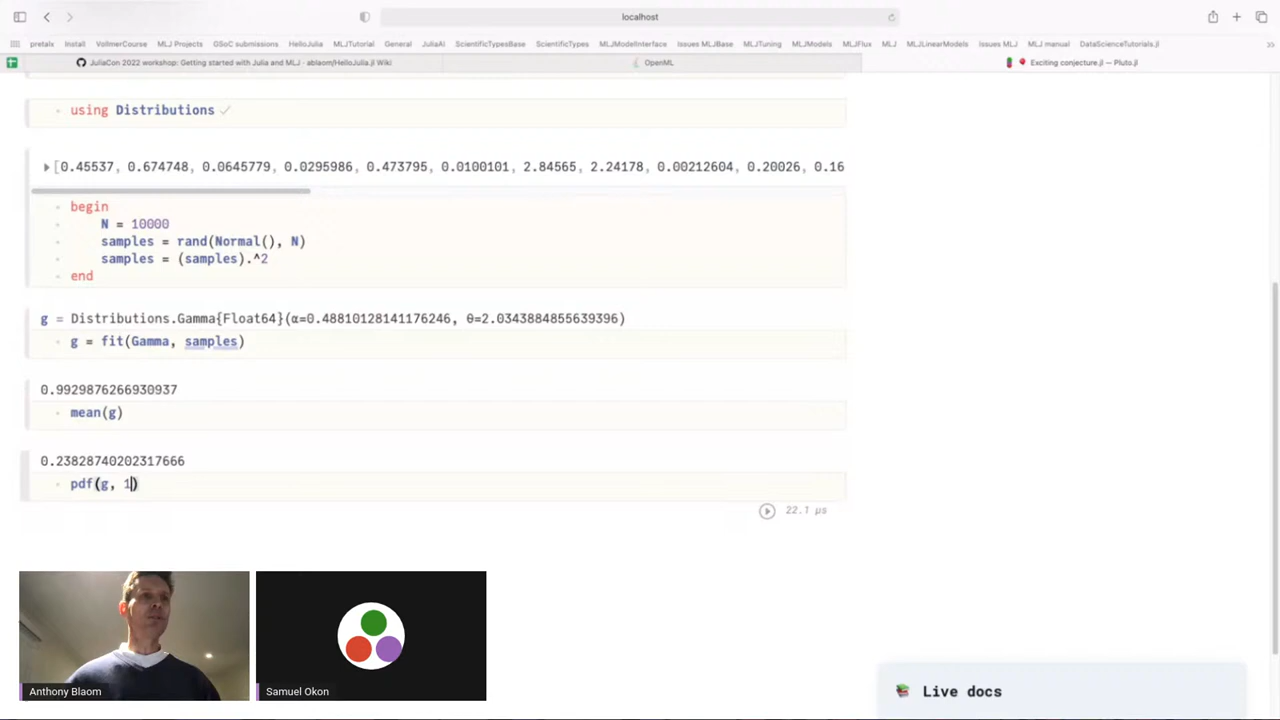 localhost
pretalx Install VollmerCourse MLJ Projects GSoC submissions HelloJulia MLJTutorial General JuliaAI ScientificTypesBase ScientificTypes MLJModelInterface Issues MLJBase MLJTuning MLJModels MLJFlux MLJ MLJLinearModels Issues MLJ MLJ manual DataScienceTutorials.jl
JuliaCon 2022 workshop: Getting started with Julia and MLJ · ablaom/HelloJulia.jl Wiki OpenML Exciting conjecture.jl — Pluto.jl
using Distributions
[0.45537, 0.674748, 0.0645779, 0.0295986, 0.473795, 0.0100101, 2.84565, 2.24178, 0.00212604, 0.20026, 0.16
begin
N = 10000
samples = rand(Normal(), N)
samples = (samples).^2
end
g = Distributions.Gamma{Float64}(α=0.48810128141176246, θ=2.0343884855639396)
g = fit(Gamma, samples)
0.9929876266930937
mean(g)
0.23828740202317666
pdf(g, 1)
22.1 μs
Anthony Blaom
Samuel Okon
Live docs